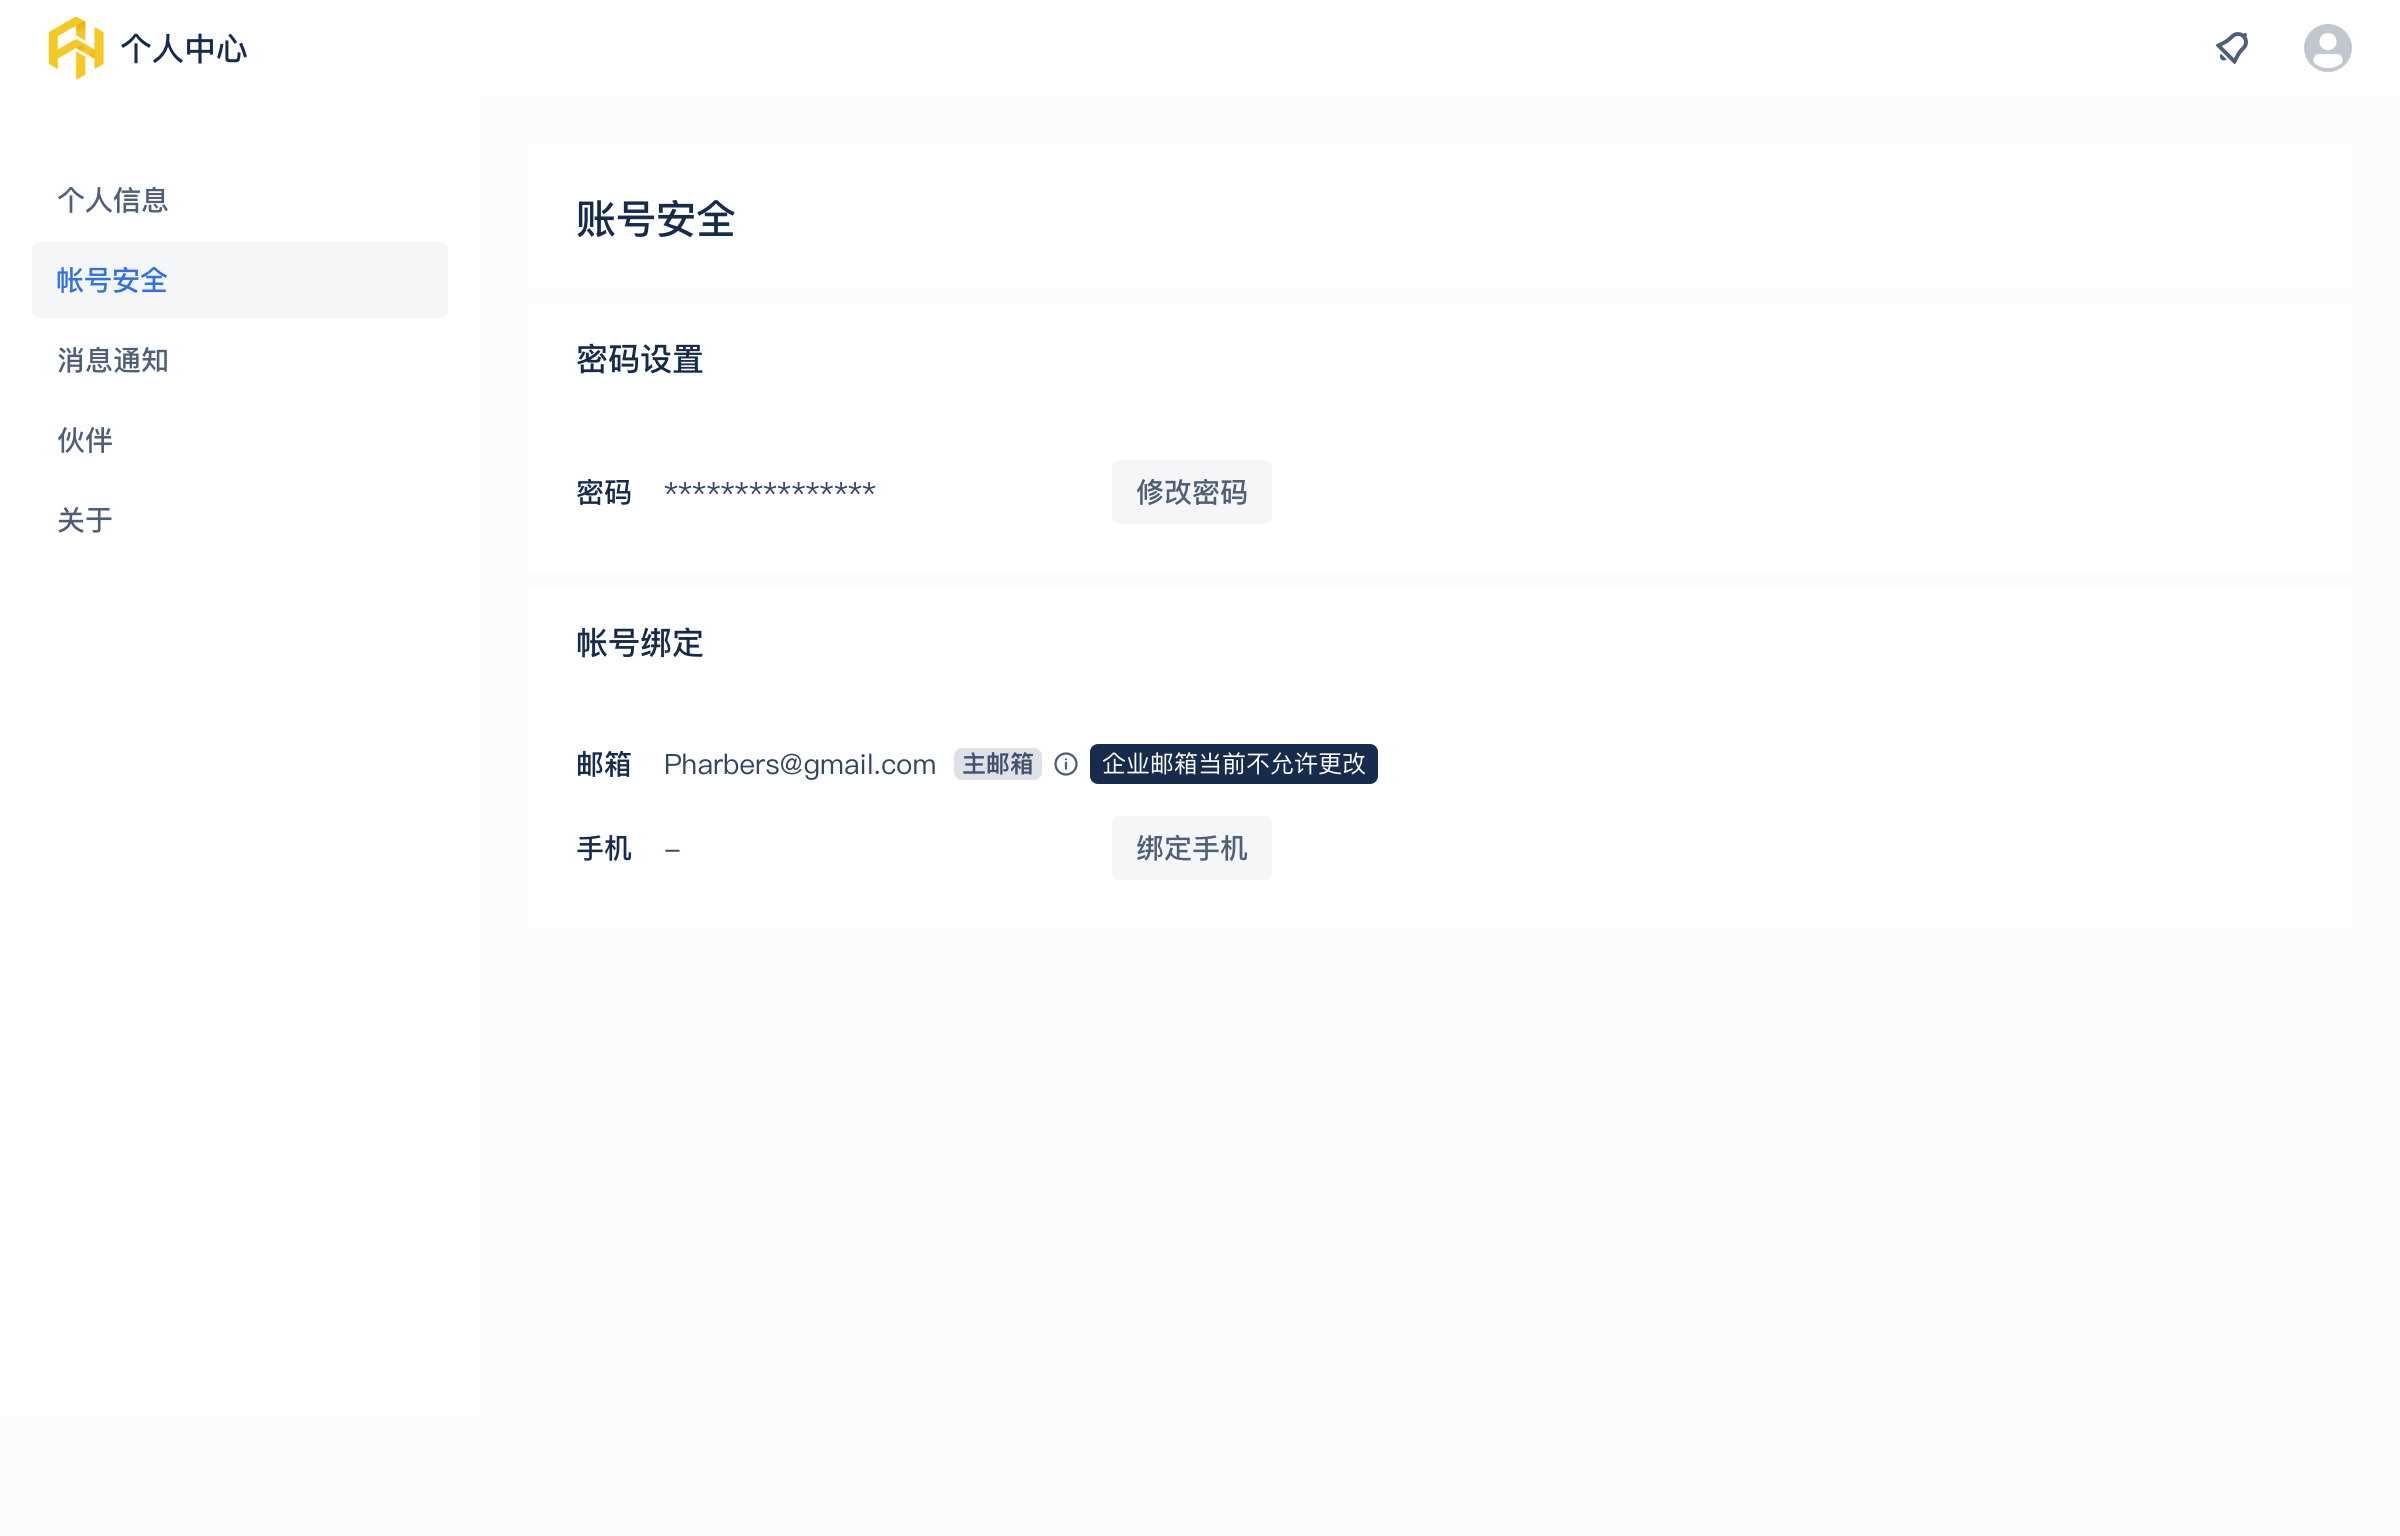 个人中心
个人信息
帐号安全
消息通知
伙伴
关于
账号安全
密码设置
密码 *************** 修改密码
帐号绑定
邮箱 Pharbers@gmail.com 主邮箱 企业邮箱当前不允许更改
手机 – 绑定手机